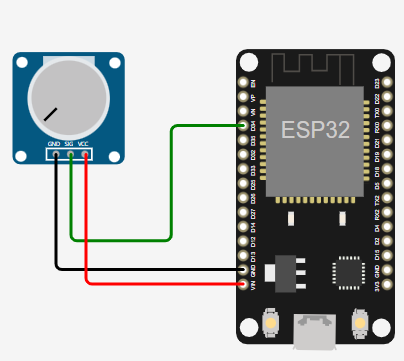 GND SIG VCC
ESP32
EN
VP
VN
D34
D35
D32
D33
D25
D26
D27
D14
D12
D13
GND
VIN
D23
D22
TX0
RX0
D21
D19
D18
D5
TX2
RX2
D4
D2
D15
GND
3V3